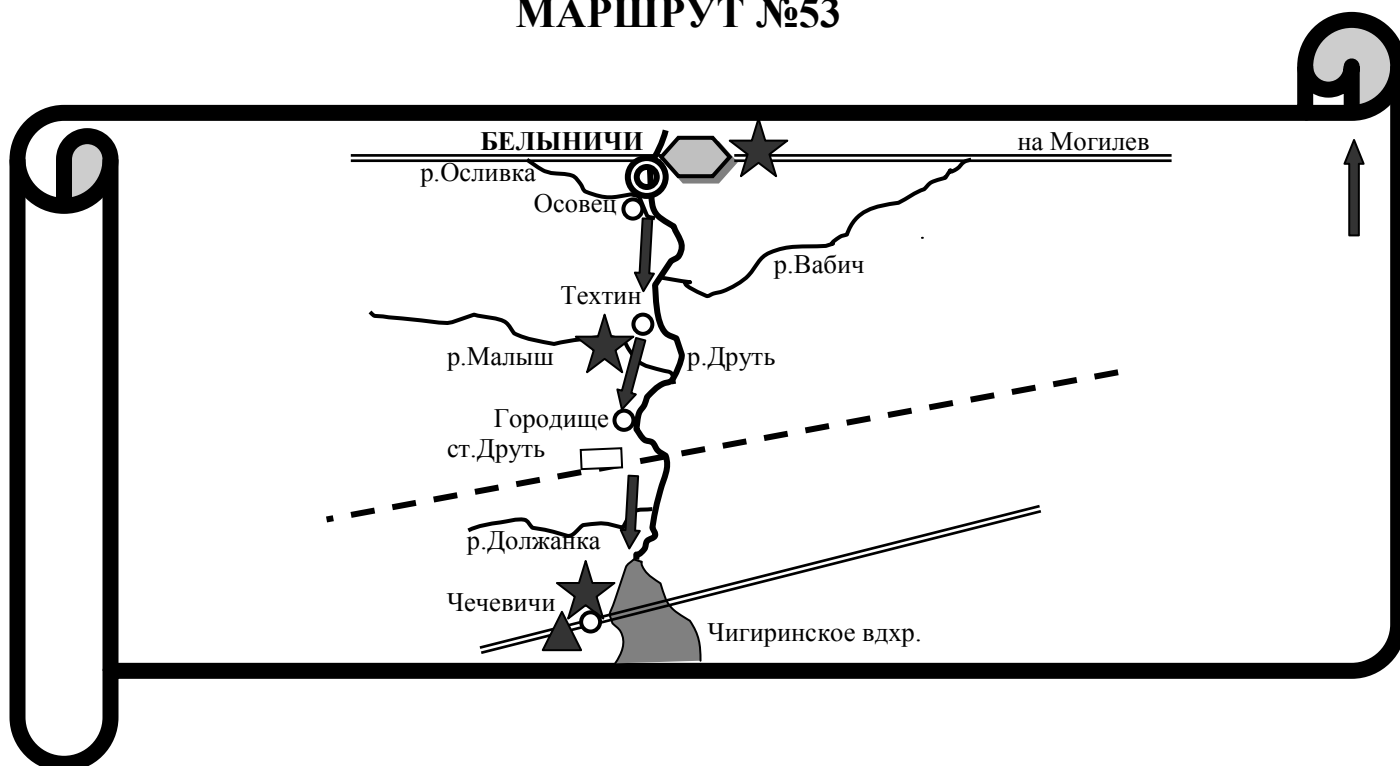 МАРШРУТ №53
БЕЛЫНИЧИ
на Могилев
р.Осливка
Осовец
р.Вабич
Техтин
р.Малыш
р.Друть
Городище
ст.Друть
р.Должанка
Чечевичи
Чигиринское вдхр.